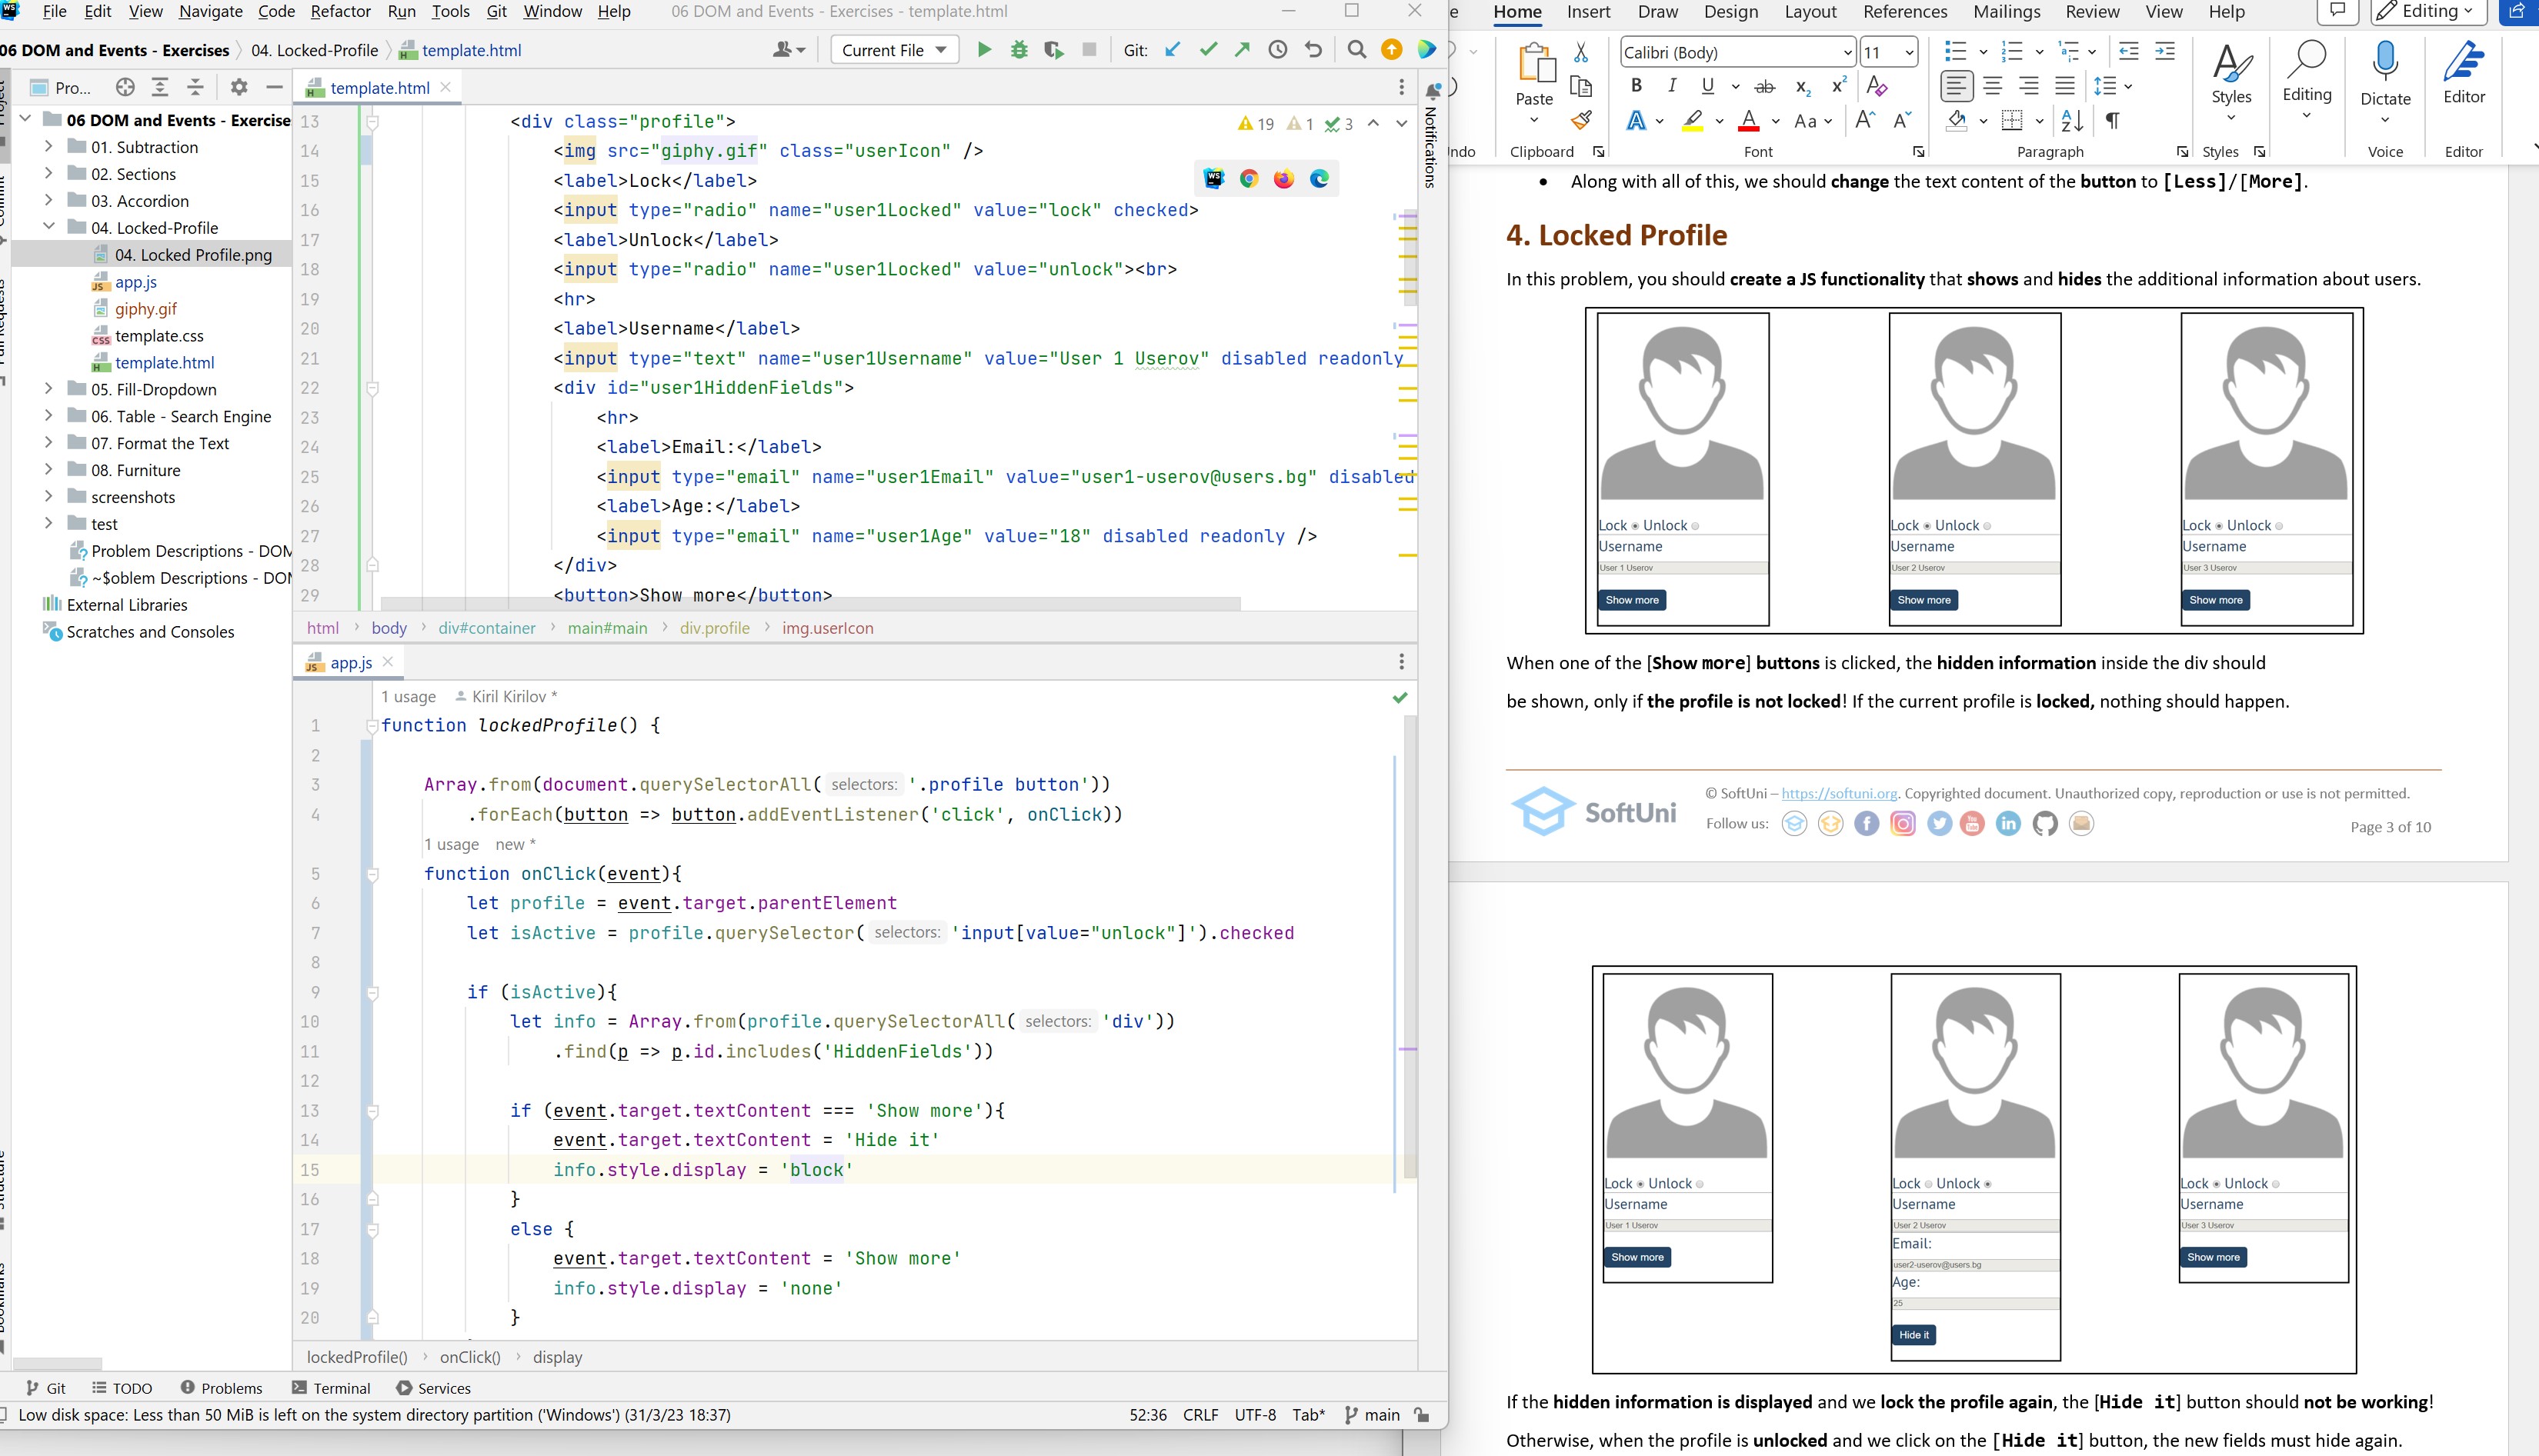 File Edit View Navigate Code Refactor Run Tools Git Window Help 06 DOM and Events - Exercises - template.html
06 DOM and Events - Exercises 04. Locked-Profile template.html Current File Git:
Pro...
06 DOM and Events - Exercise
01. Subtraction
02. Sections
03. Accordion
04. Locked-Profile
04. Locked Profile.png
app.js
giphy.gif
template.css
template.html
05. Fill-Dropdown
06. Table - Search Engine
07. Format the Text
08. Furniture
screenshots
test
Problem Descriptions - DOM
~$oblem Descriptions - DO
External Libraries
Scratches and Consoles
template.html
19 1 3
13 <div class="profile">
14 <img src="giphy.gif" class="userIcon" />
15 <label>Lock</label>
16 <input type="radio" name="user1Locked" value="lock" checked>
17 <label>Unlock</label>
18 <input type="radio" name="user1Locked" value="unlock"><br>
19 <hr>
20 <label>Username</label>
21 <input type="text" name="user1Username" value="User 1 Userov" disabled readonly
22 <div id="user1HiddenFields">
23 <hr>
24 <label>Email:</label>
25 <input type="email" name="user1Email" value="user1-userov@users.bg" disabled
26 <label>Age:</label>
27 <input type="email" name="user1Age" value="18" disabled readonly />
28 </div>
29 <button>Show more</button>
html body div#container main#main div.profile img.userIcon
Notifications
app.js
1 usage Kiril Kirilov *
1 function lockedProfile() {
2
3 Array.from(document.querySelectorAll( selectors: '.profile button'))
4 .forEach(button => button.addEventListener('click', onClick))
1 usage new *
5 function onClick(event){
6 let profile = event.target.parentElement
7 let isActive = profile.querySelector( selectors: 'input[value="unlock"]').checked
8
9 if (isActive){
10 let info = Array.from(profile.querySelectorAll( selectors: 'div'))
11 .find(p => p.id.includes('HiddenFields'))
12
13 if (event.target.textContent === 'Show more'){
14 event.target.textContent = 'Hide it'
15 info.style.display = 'block'
16 }
17 else {
18 event.target.textContent = 'Show more'
19 info.style.display = 'none'
20 }
lockedProfile() onClick() display
Git TODO Problems Terminal Services
Low disk space: Less than 50 MiB is left on the system directory partition ('Windows') (31/3/23 18:37) 52:36 CRLF UTF-8 Tab* main
Home Insert Draw Design Layout References Mailings Review View Help Editing
Calibri (Body) 11
Paste Styles Editing Dictate Editor
Clipboard Font Paragraph Styles Voice Editor
• Along with all of this, we should change the text content of the button to [Less]/[More].
4. Locked Profile
In this problem, you should create a JS functionality that shows and hides the additional information about users.
Lock Unlock Lock Unlock Lock Unlock
Username Username Username
User 1 Userov User 2 Userov User 3 Userov
Show more Show more Show more
When one of the [Show more] buttons is clicked, the hidden information inside the div should
be shown, only if the profile is not locked! If the current profile is locked, nothing should happen.
SoftUni
© SoftUni – https://softuni.org. Copyrighted document. Unauthorized copy, reproduction or use is not permitted.
Follow us:
Page 3 of 10
Lock Unlock Lock Unlock Lock Unlock
Username Username Username
User 1 Userov User 2 Userov User 3 Userov
Email:
Show more user2-userov@users.bg Show more
Age:
25
Hide it
If the hidden information is displayed and we lock the profile again, the [Hide it] button should not be working!
Otherwise, when the profile is unlocked and we click on the [Hide it] button, the new fields must hide again.